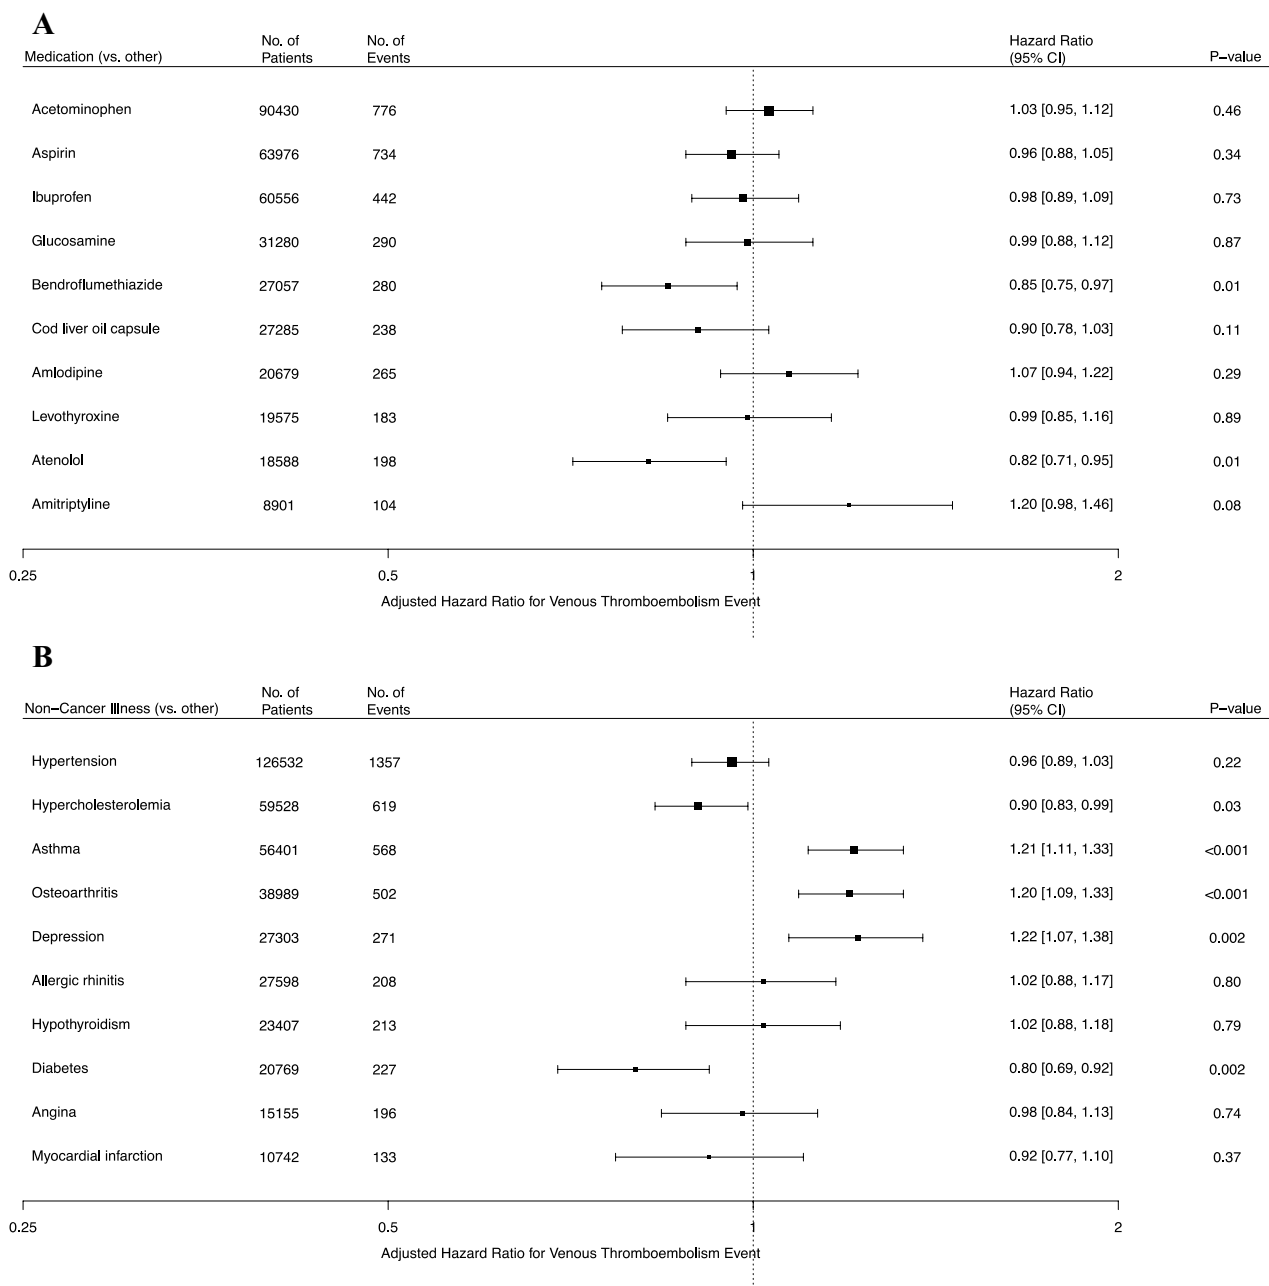 A
Medication (vs. other) No. of Patients No. of Events Hazard Ratio (95% CI) P−value
Acetominophen 90430 776 1.03 [0.95, 1.12] 0.46
Aspirin 63976 734 0.96 [0.88, 1.05] 0.34
Ibuprofen 60556 442 0.98 [0.89, 1.09] 0.73
Glucosamine 31280 290 0.99 [0.88, 1.12] 0.87
Bendroflumethiazide 27057 280 0.85 [0.75, 0.97] 0.01
Cod liver oil capsule 27285 238 0.90 [0.78, 1.03] 0.11
Amlodipine 20679 265 1.07 [0.94, 1.22] 0.29
Levothyroxine 19575 183 0.99 [0.85, 1.16] 0.89
Atenolol 18588 198 0.82 [0.71, 0.95] 0.01
Amitriptyline 8901 104 1.20 [0.98, 1.46] 0.08
0.25 0.5 1 2
Adjusted Hazard Ratio for Venous Thromboembolism Event
B
Non−Cancer Illness (vs. other) No. of Patients No. of Events Hazard Ratio (95% CI) P−value
Hypertension 126532 1357 0.96 [0.89, 1.03] 0.22
Hypercholesterolemia 59528 619 0.90 [0.83, 0.99] 0.03
Asthma 56401 568 1.21 [1.11, 1.33] <0.001
Osteoarthritis 38989 502 1.20 [1.09, 1.33] <0.001
Depression 27303 271 1.22 [1.07, 1.38] 0.002
Allergic rhinitis 27598 208 1.02 [0.88, 1.17] 0.80
Hypothyroidism 23407 213 1.02 [0.88, 1.18] 0.79
Diabetes 20769 227 0.80 [0.69, 0.92] 0.002
Angina 15155 196 0.98 [0.84, 1.13] 0.74
Myocardial infarction 10742 133 0.92 [0.77, 1.10] 0.37
0.25 0.5 1 2
Adjusted Hazard Ratio for Venous Thromboembolism Event